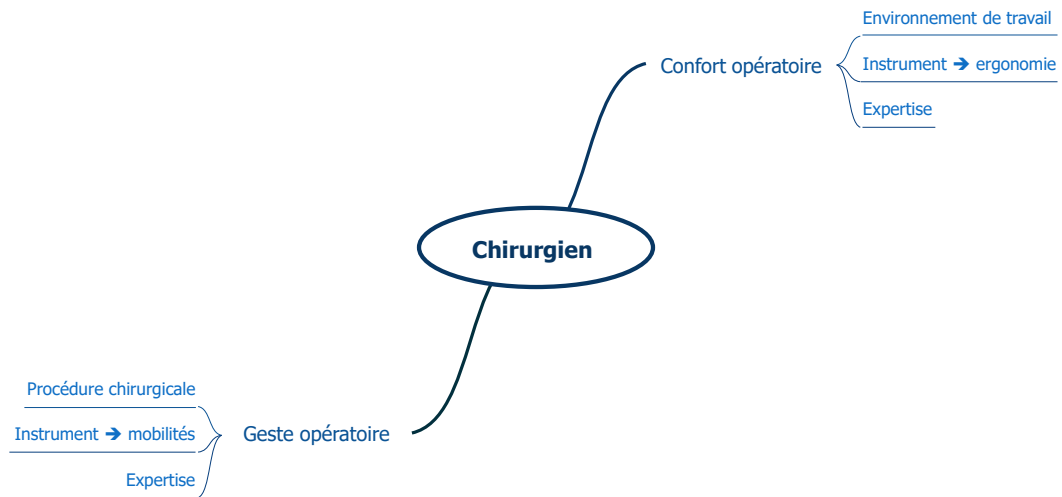 Environnement de travail
Confort opératoire
Instrument ➔ ergonomie
Expertise
Chirurgien
Procédure chirurgicale
Instrument ➔ mobilités
Geste opératoire
Expertise